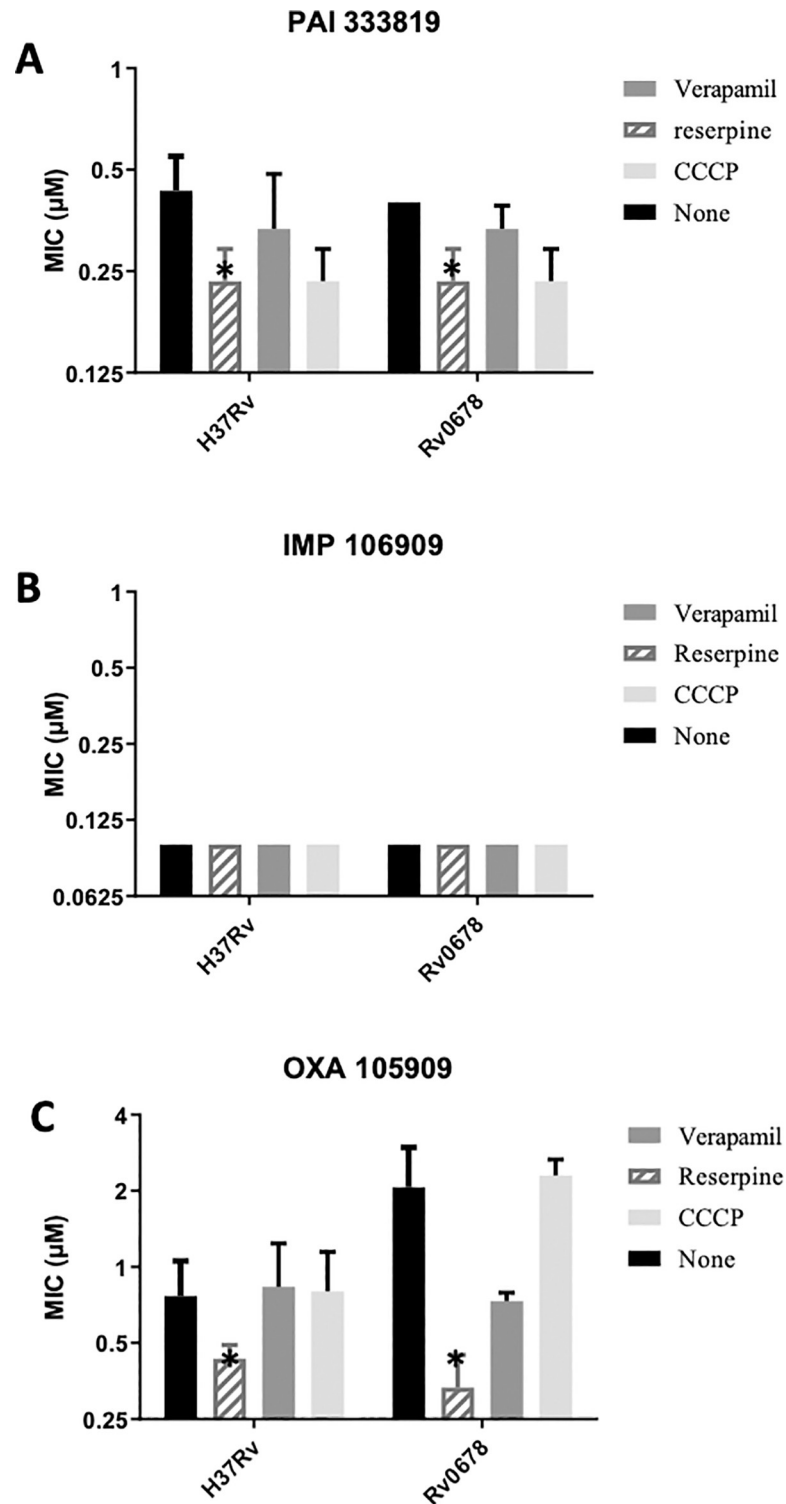 PAI 333819
A
1
0.5
0.25
0.125
MIC (µM)
H37Rv
Rv0678
Verapamil
reserpine
CCCP
None
IMP 106909
B
1
0.5
0.25
0.125
0.0625
MIC (µM)
H37Rv
Rv0678
Verapamil
Reserpine
CCCP
None
OXA 105909
C
4
2
1
0.5
0.25
MIC (µM)
H37Rv
Rv0678
Verapamil
Reserpine
CCCP
None